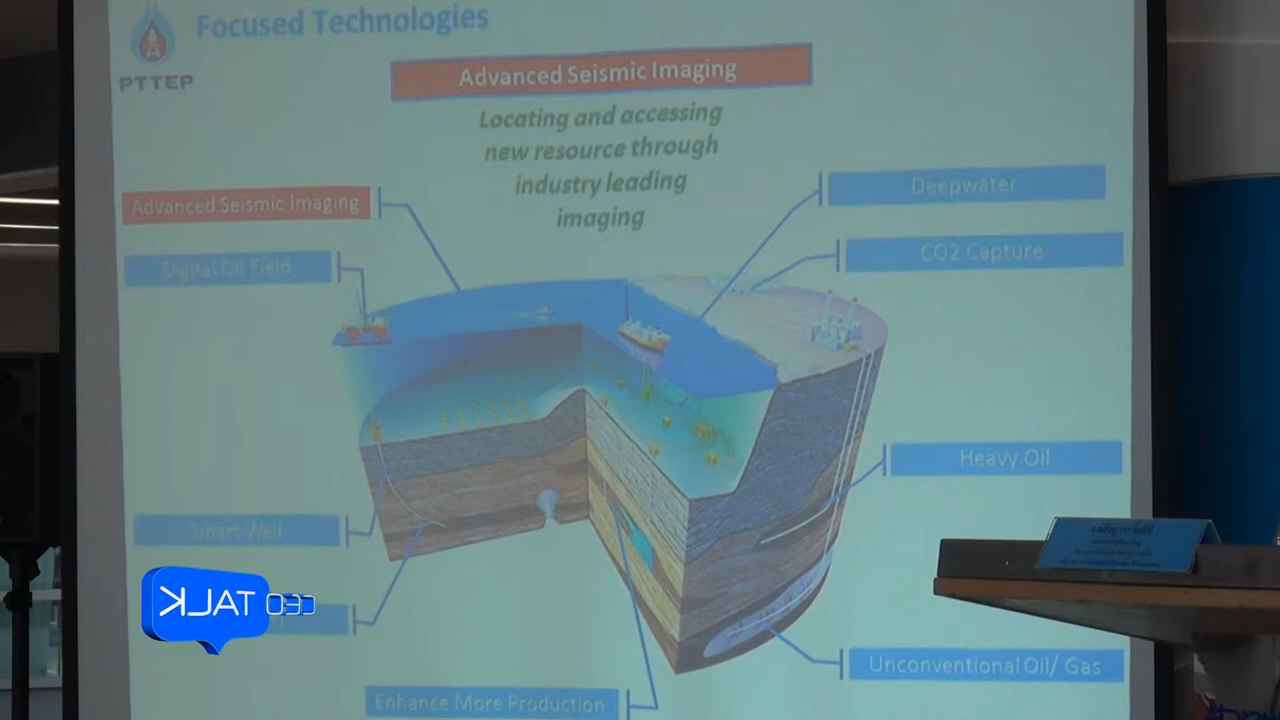 Focused Technologies
PTTEP
Advanced Seismic Imaging
Locating and accessing
new resource through
industry leading
imaging
Advanced Seismic Imaging
Digital Oil Field
Deepwater
CO2 Capture
Heavy Oil
Smart Well
CEO TALK
Enhance More Production
Unconventional Oil/ Gas